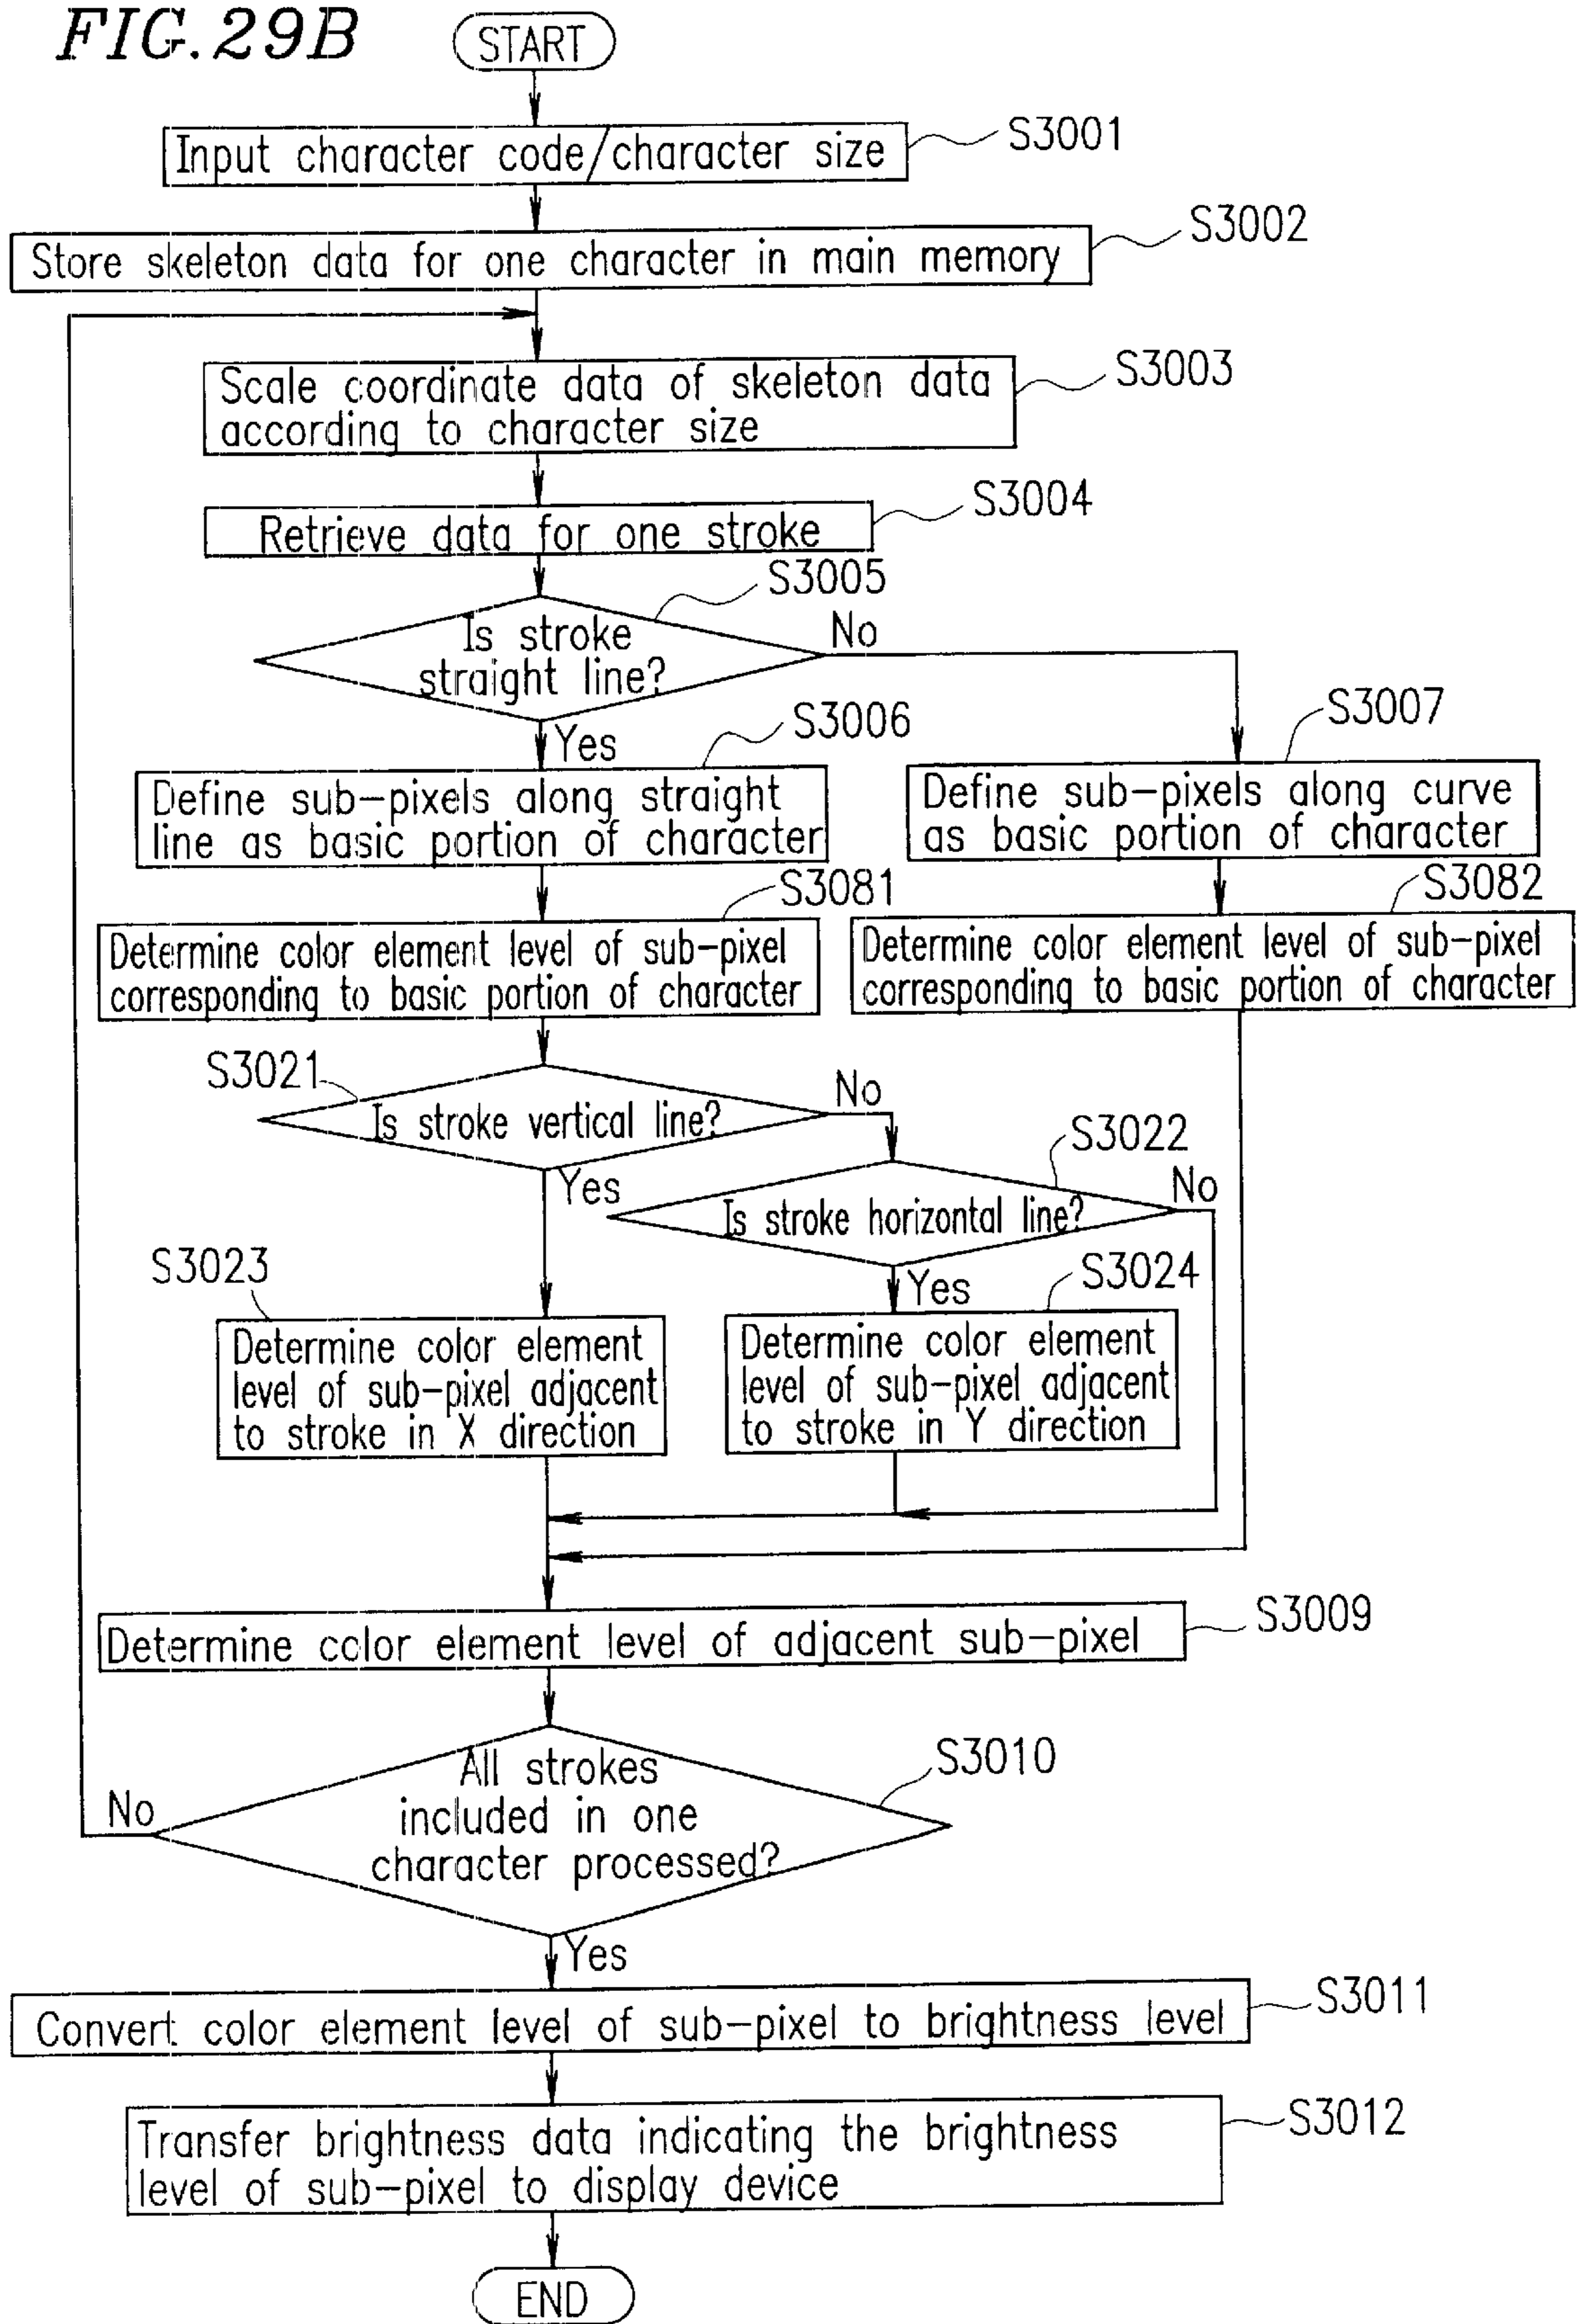 FIG.29B
START
Input character code/character size
S3001
Store skeleton data for one character in main memory
S3002
Scale coordinate data of skeleton data
according to character size
S3003
Retrieve data for one stroke
S3004
S3005
Is stroke
straight line?
No
Yes
S3006
S3007
Define sub-pixels along straight
line as basic portion of character
Define sub-pixels along curve
as basic portion of character
S3081
S3082
Determine color element level of sub-pixel
corresponding to basic portion of character
Determine color element level of sub-pixel
corresponding to basic portion of character
S3021
Is stroke vertical line?
No
Yes
S3022
Is stroke horizontal line?
No
Yes
S3023
S3024
Determine color element
level of sub-pixel adjacent
to stroke in X direction
Determine color element
level of sub-pixel adjacent
to stroke in Y direction
Determine color element level of adjacent sub-pixel
S3009
All strokes
included in one
character processed?
S3010
No
Yes
Convert color element level of sub-pixel to brightness level
S3011
Transfer brightness data indicating the brightness
level of sub-pixel to display device
S3012
END